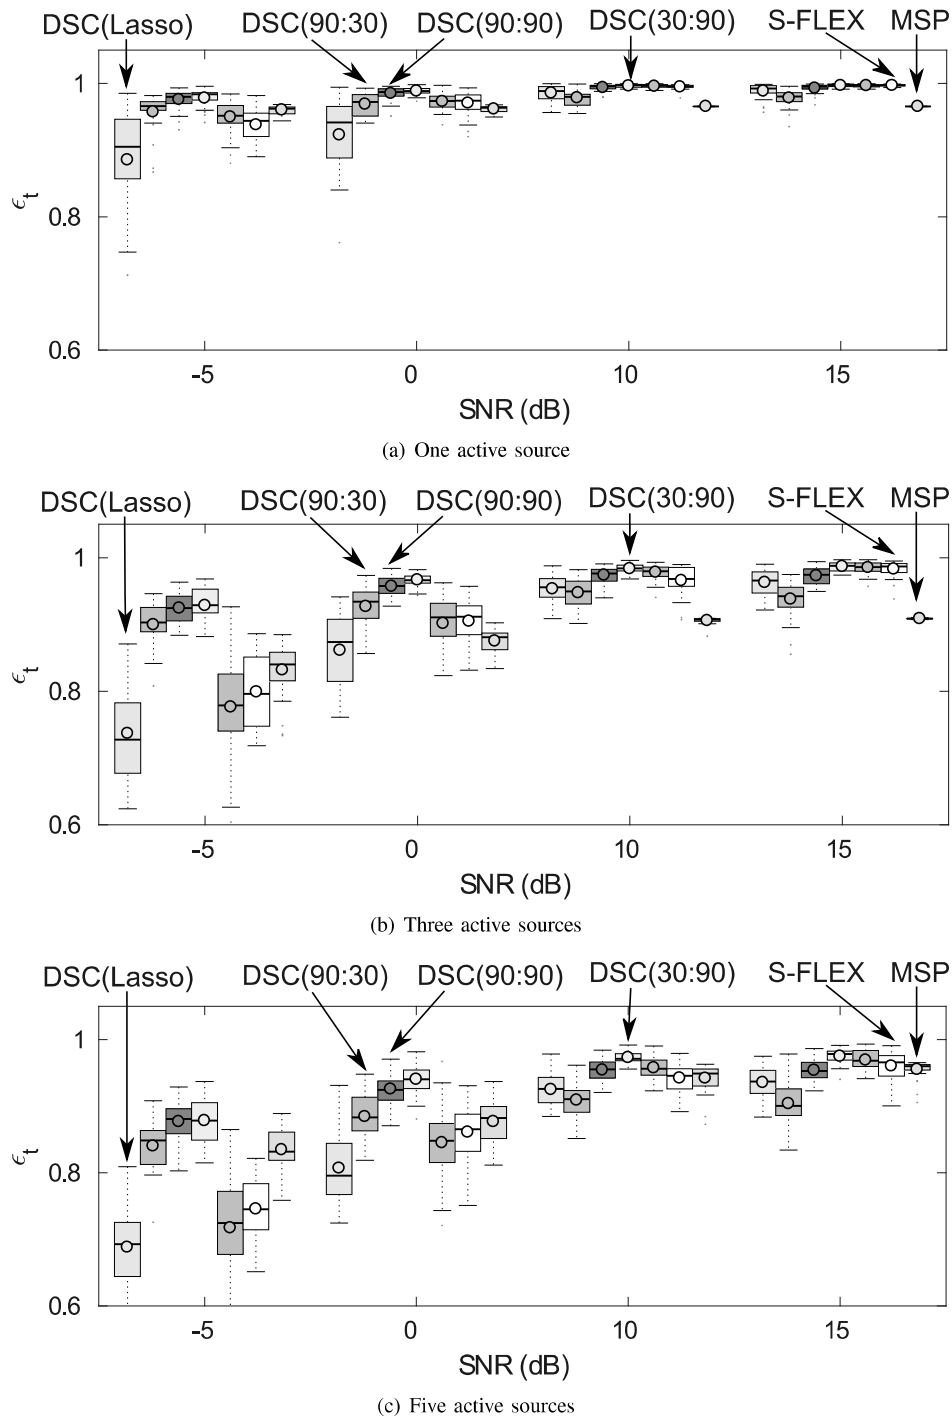 DSC(Lasso) DSC(90:30) DSC(90:90) DSC(30:90) S-FLEX MSP
1
0.8
0.6
ϵt
-5 0 10 15
SNR (dB)
(a) One active source
DSC(Lasso) DSC(90:30) DSC(90:90) DSC(30:90) S-FLEX MSP
1
0.8
0.6
ϵt
-5 0 10 15
SNR (dB)
(b) Three active sources
DSC(Lasso) DSC(90:30) DSC(90:90) DSC(30:90) S-FLEX MSP
1
0.8
0.6
ϵt
-5 0 10 15
SNR (dB)
(c) Five active sources